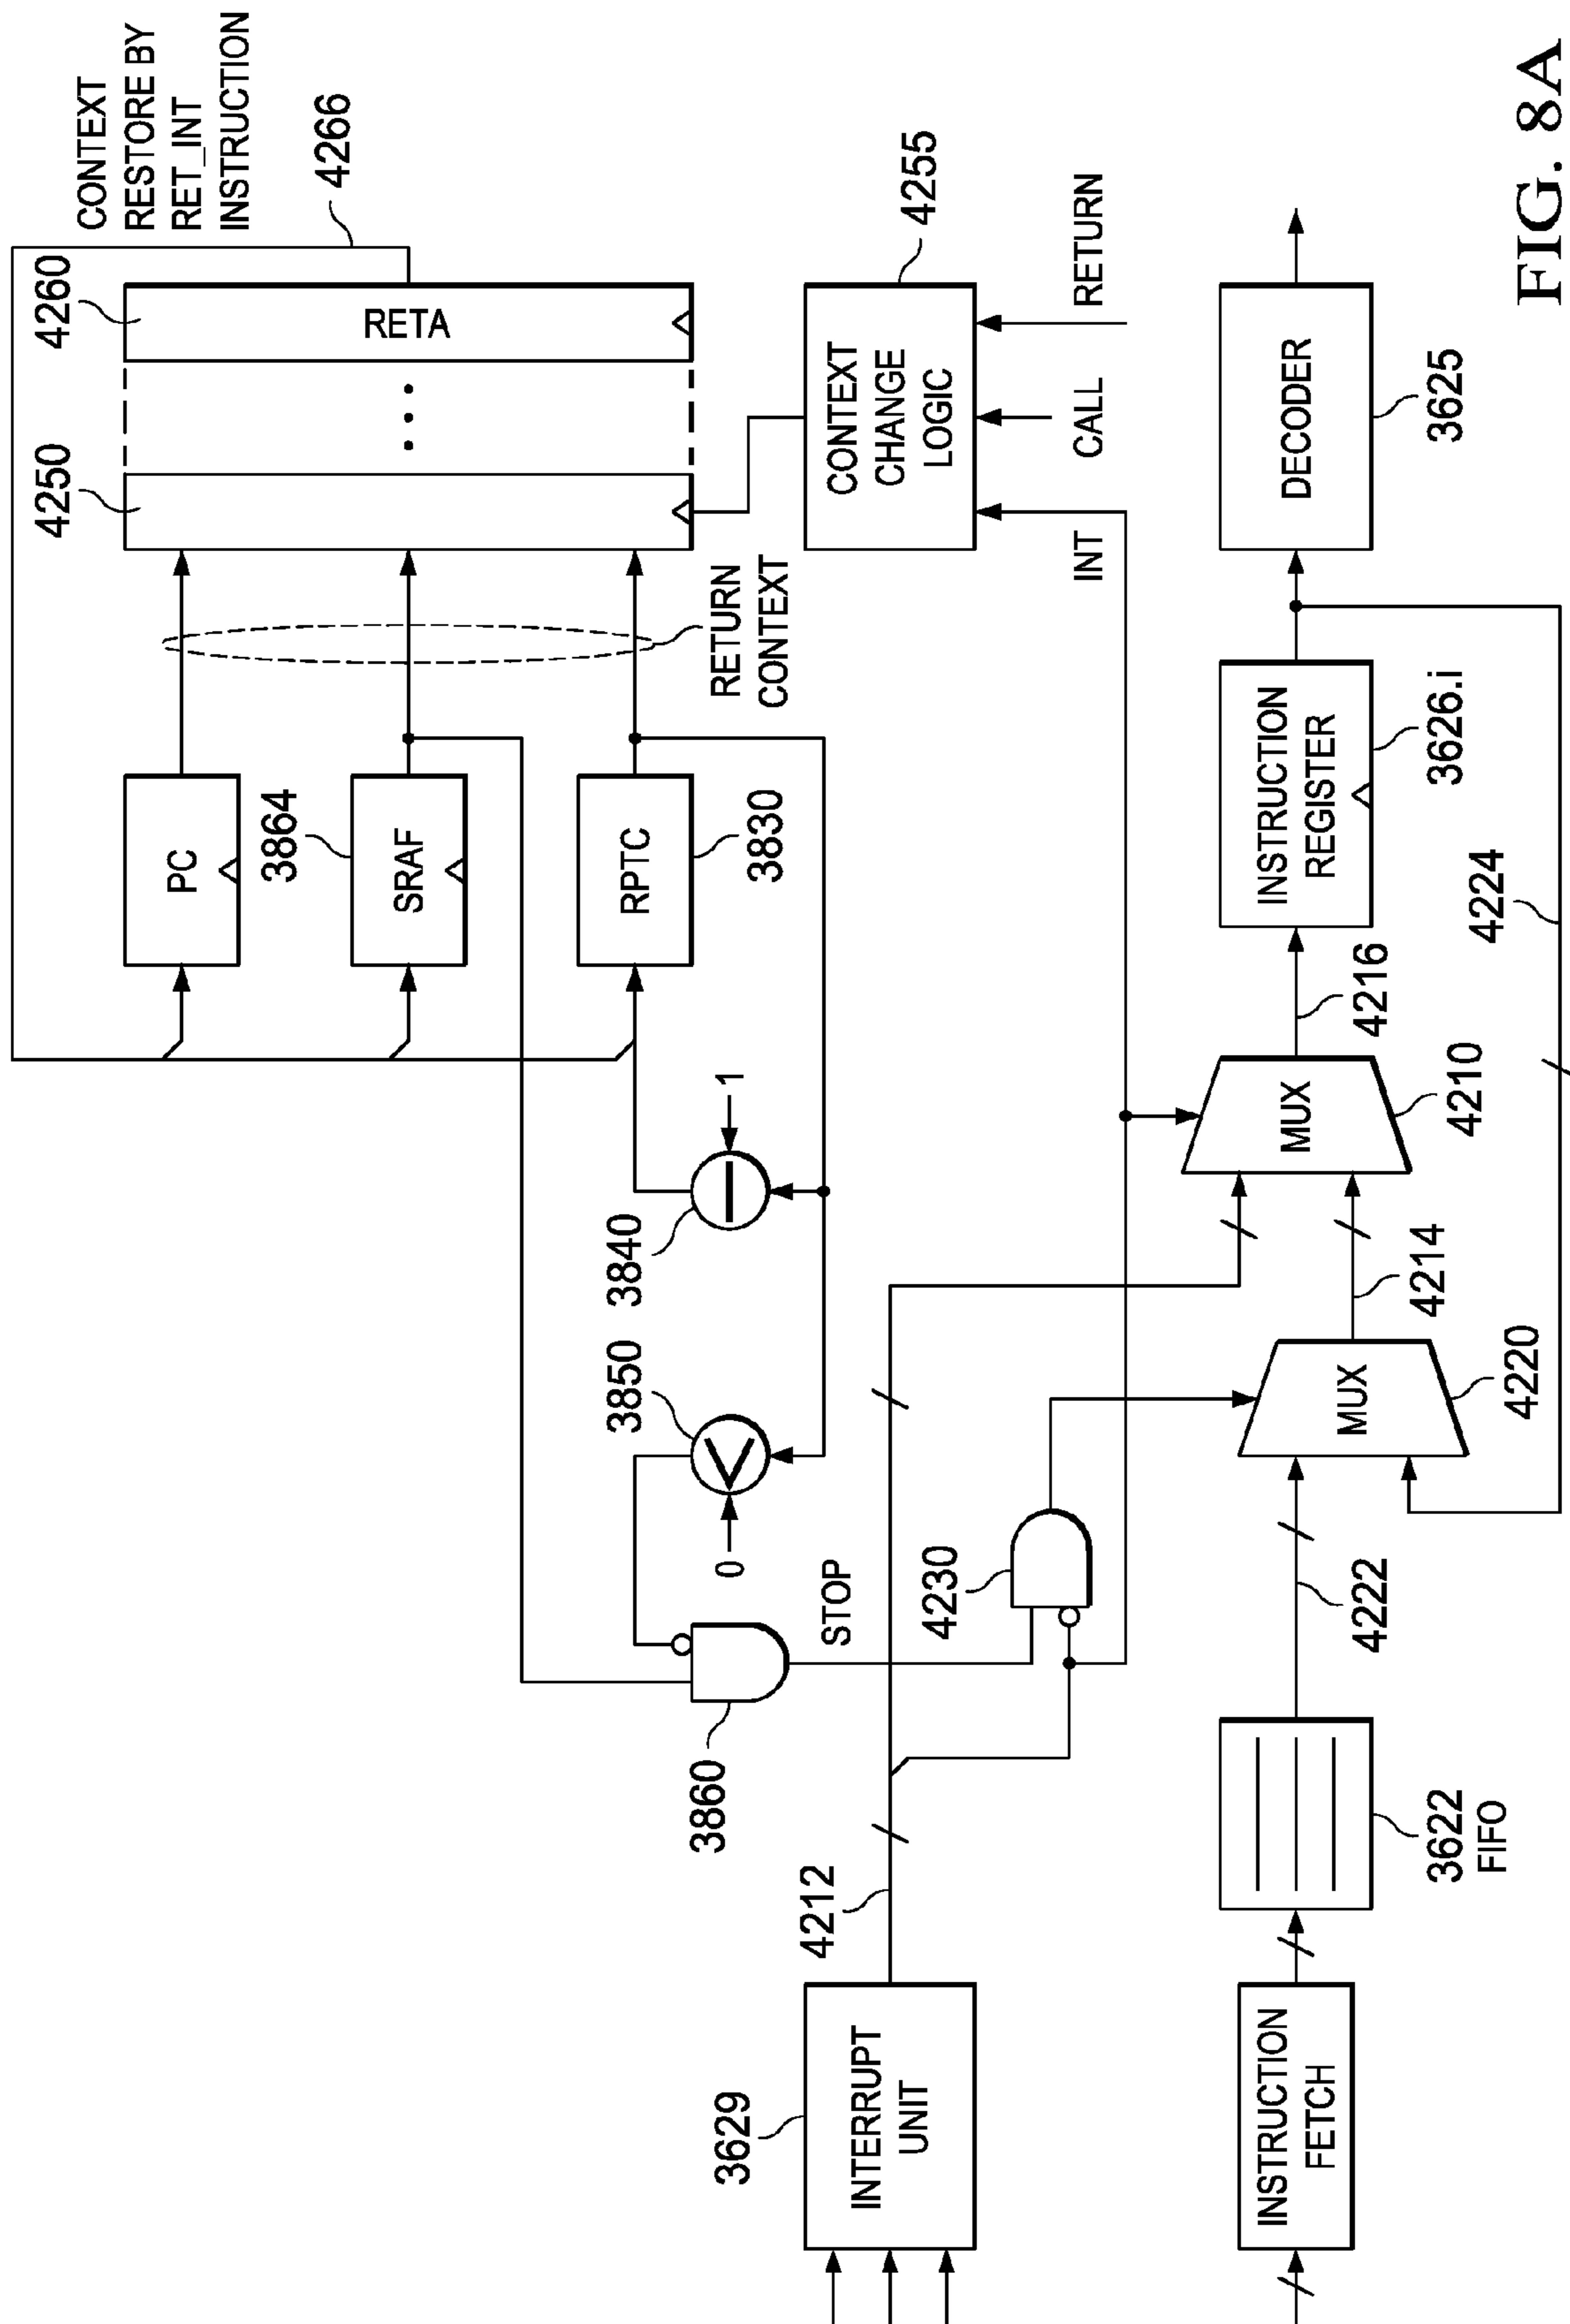 CONTEXT
RESTORE BY
RET_INT
INSTRUCTION
4266
4260
RETA
4250
RETURN
CONTEXT
PC
3864
SRAF
RPTC
3830
4255
CONTEXT
CHANGE
LOGIC
INT
CALL
RETURN
1
3840
3850
0
3860
STOP
4230
4212
3629
INTERRUPT
UNIT
INSTRUCTION
FETCH
3622
FIFO
4222
MUX
4220
4214
MUX
4210
4216
4224
INSTRUCTION
REGISTER
3626.i
DECODER
3625
FIG. 8A